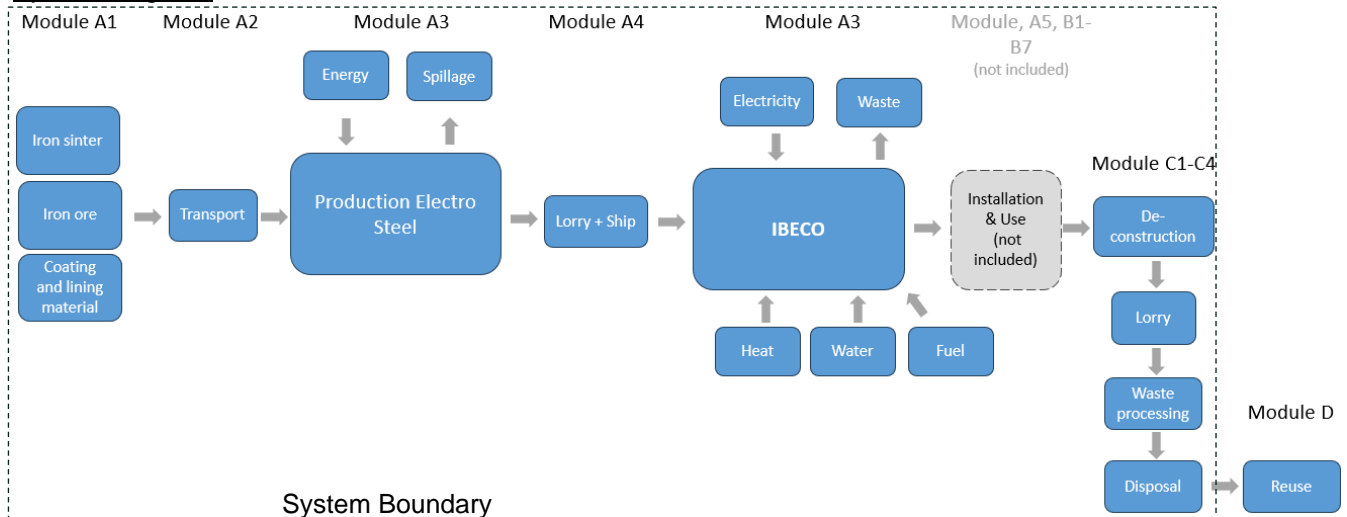 Module A1
Module A2
Module A3
Module A4
Module A3
Module, A5, B1-
B7
(not included)
Energy
Spillage
Electricity
Waste
Iron sinter
Iron ore
Coating
and lining
material
Transport
Production Electro
Steel
Lorry + Ship
IBECO
Installation
& Use
(not
included)
Module C1-C4
De-
construction
Heat
Water
Fuel
Lorry
Waste
processing
Disposal
Module D
Reuse
System Boundary